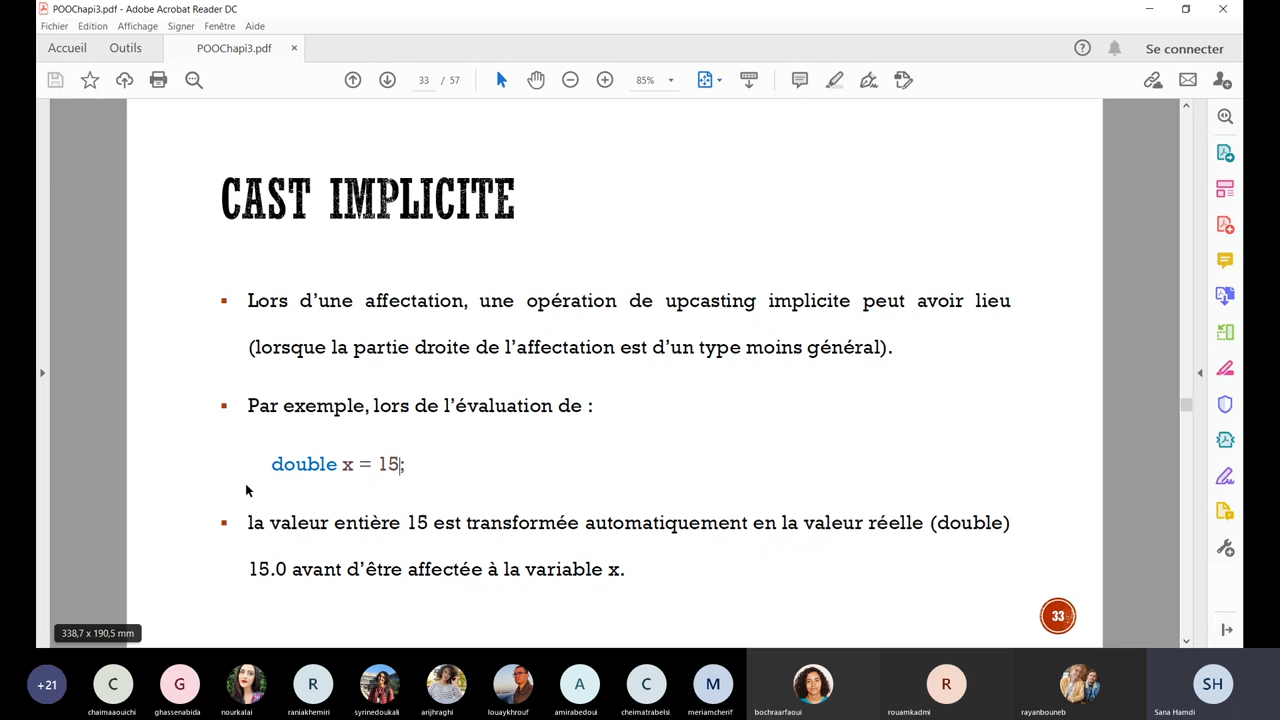 POOChapi3.pdf - Adobe Acrobat Reader DC
Fichier Edition Affichage Signer Fenêtre Aide
Accueil Outils POOChapi3.pdf × Se connecter
33 / 57 85%
CAST IMPLICITE
▪ Lors d'une affectation, une opération de upcasting implicite peut avoir lieu
(lorsque la partie droite de l'affectation est d'un type moins général).
▪ Par exemple, lors de l'évaluation de :
double x = 15;
▪ la valeur entière 15 est transformée automatiquement en la valeur réelle (double)
15.0 avant d'être affectée à la variable x.
33
338,7 x 190,5 mm
+21 C G R A C M R SH
chaimaaouichi ghassenabida nourkalai raniakhemiri syrinedoukali arijhraghi louaykhrouf amirabedoui cheimatrabelsi meriamcherif bochraarfaoui rouamkadmi rayanbouneb Sana Hamdi